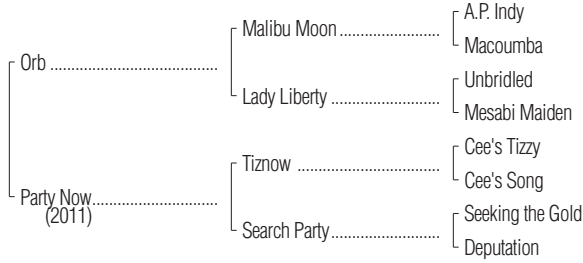 A.P. Indy
Malibu Moon
Macoumba
Orb
Unbridled
Lady Liberty
Mesabi Maiden
Cee's Tizzy
Tiznow
Cee's Song
Party Now
(2011)
Seeking the Gold
Search Party
Deputation